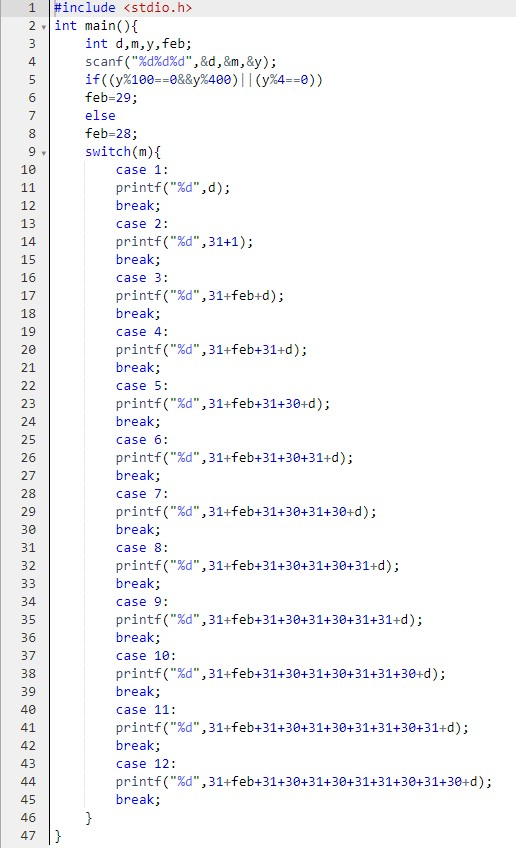 1 #include <stdio.h>
2 int main(){
3 int d,m,y,feb;
4 scanf("%d%d%d",&d,&m,&y);
5 if((y%100==0&&y%400)||(y%4==0))
6 feb=29;
7 else
8 feb=28;
9 switch(m){
10 case 1:
11 printf("%d",d);
12 break;
13 case 2:
14 printf("%d",31+1);
15 break;
16 case 3:
17 printf("%d",31+feb+d);
18 break;
19 case 4:
20 printf("%d",31+feb+31+d);
21 break;
22 case 5:
23 printf("%d",31+feb+31+30+d);
24 break;
25 case 6:
26 printf("%d",31+feb+31+30+31+d);
27 break;
28 case 7:
29 printf("%d",31+feb+31+30+31+30+d);
30 break;
31 case 8:
32 printf("%d",31+feb+31+30+31+30+31+d);
33 break;
34 case 9:
35 printf("%d",31+feb+31+30+31+30+31+31+d);
36 break;
37 case 10:
38 printf("%d",31+feb+31+30+31+30+31+31+30+d);
39 break;
40 case 11:
41 printf("%d",31+feb+31+30+31+30+31+31+30+31+d);
42 break;
43 case 12:
44 printf("%d",31+feb+31+30+31+30+31+31+30+31+30+d);
45 break;
46 }
47 }